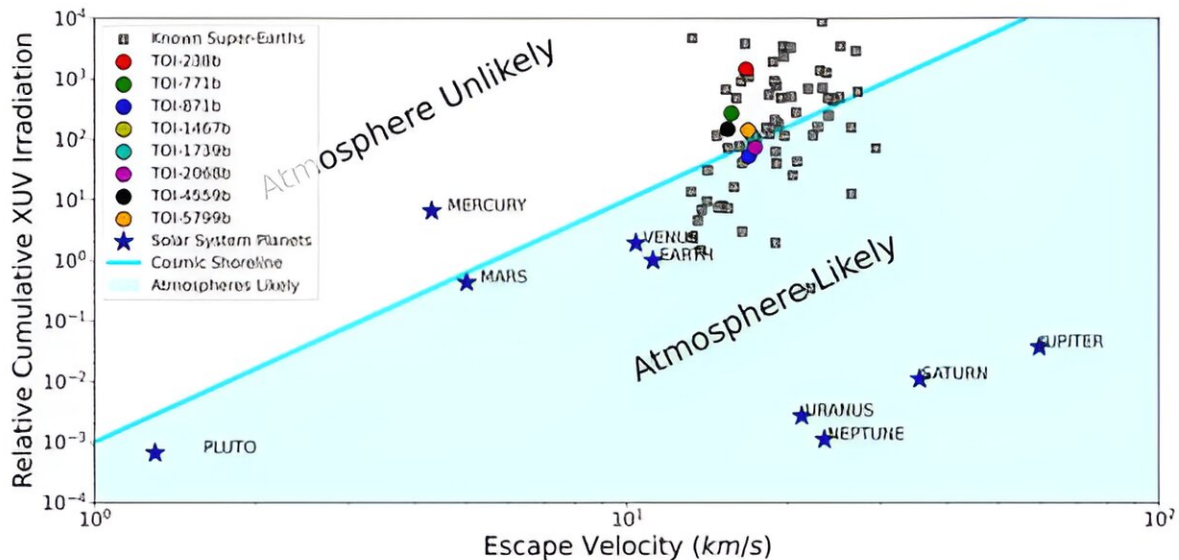 Relative Cumulative XUV Irradiation
10⁻⁴
10³
10²
10¹
10⁰
10⁻¹
10⁻²
10⁻³
10⁻⁴
Known Super-Earths
TOI-238b
TOI-771b
TOI-871b
TOI-1467b
TOI-1739b
TOI-2068b
TOI-4559b
TOI-5799b
Solar System Planets
Cosmic Shoreline
Atmospheres Likely
Atmosphere Unlikely
MERCURY
VENUS
EARTH
MARS
Atmosphere Likely
JUPITER
SATURN
URANUS
NEPTUNE
PLUTO
10⁰
10¹
10⁷
Escape Velocity (km/s)